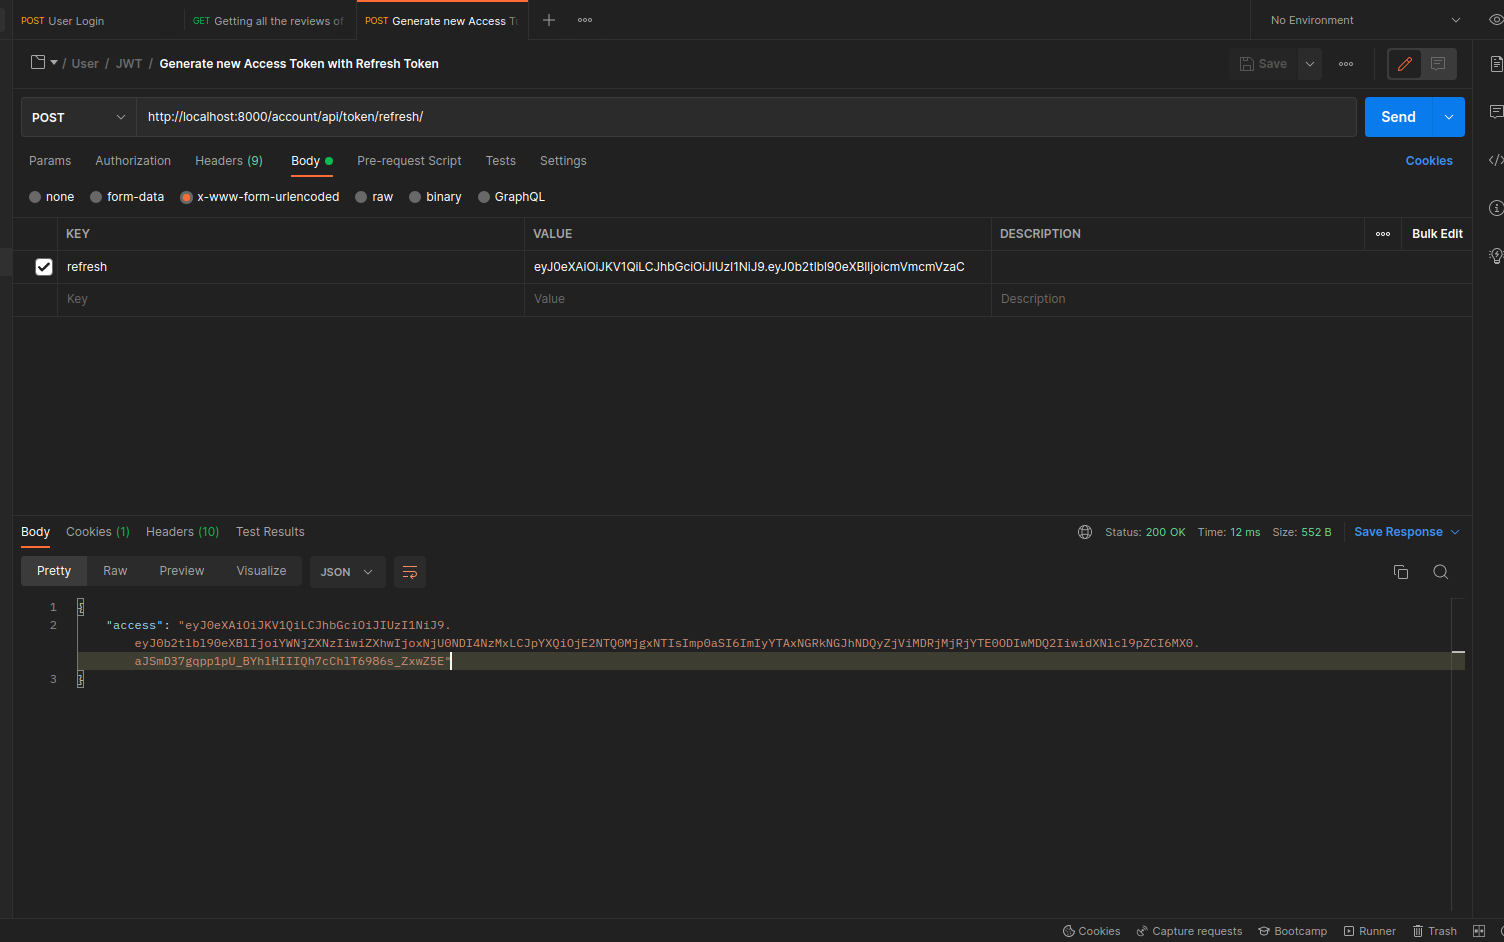 POST User Login
GET Getting all the reviews of
POST Generate new Access T
No Environment
/ User / JWT / Generate new Access Token with Refresh Token
Save
POST
http://localhost:8000/account/api/token/refresh/
Send
Params Authorization Headers (9) Body Pre-request Script Tests Settings
Cookies
none form-data x-www-form-urlencoded raw binary GraphQL
KEY VALUE DESCRIPTION Bulk Edit
refresh eyJ0eXAiOiJKV1QiLCJhbGciOiJIUzI1NiJ9.eyJ0b2tlbl90eXBlIjoicmVmcmVzaC
Key Value Description
Body Cookies (1) Headers (10) Test Results
Status: 200 OK Time: 12 ms Size: 552 B
Save Response
Pretty Raw Preview Visualize JSON
1 {
2 "access": "eyJ0eXAiOiJKV1QiLCJhbGciOiJIUzI1NiJ9.
eyJ0b2tlbl90eXBlIjoiYWNjZXNzIiwiZXhwIjoxNjU0NDI4NzMxLCJpYXQiOjE2NTQ0MjgxNTIsImp0aSI6ImIyYTAxNGRkNGJhNDQyZjViMDRjMjRjYTE0ODIwMDQ2IiwidXNlcl9pZCI6MX0.
aJSmD37gqpp1pU_BYhlHIIIQh7cChlT6986s_ZxwZ5E"
3 }
Cookies Capture requests Bootcamp Runner Trash